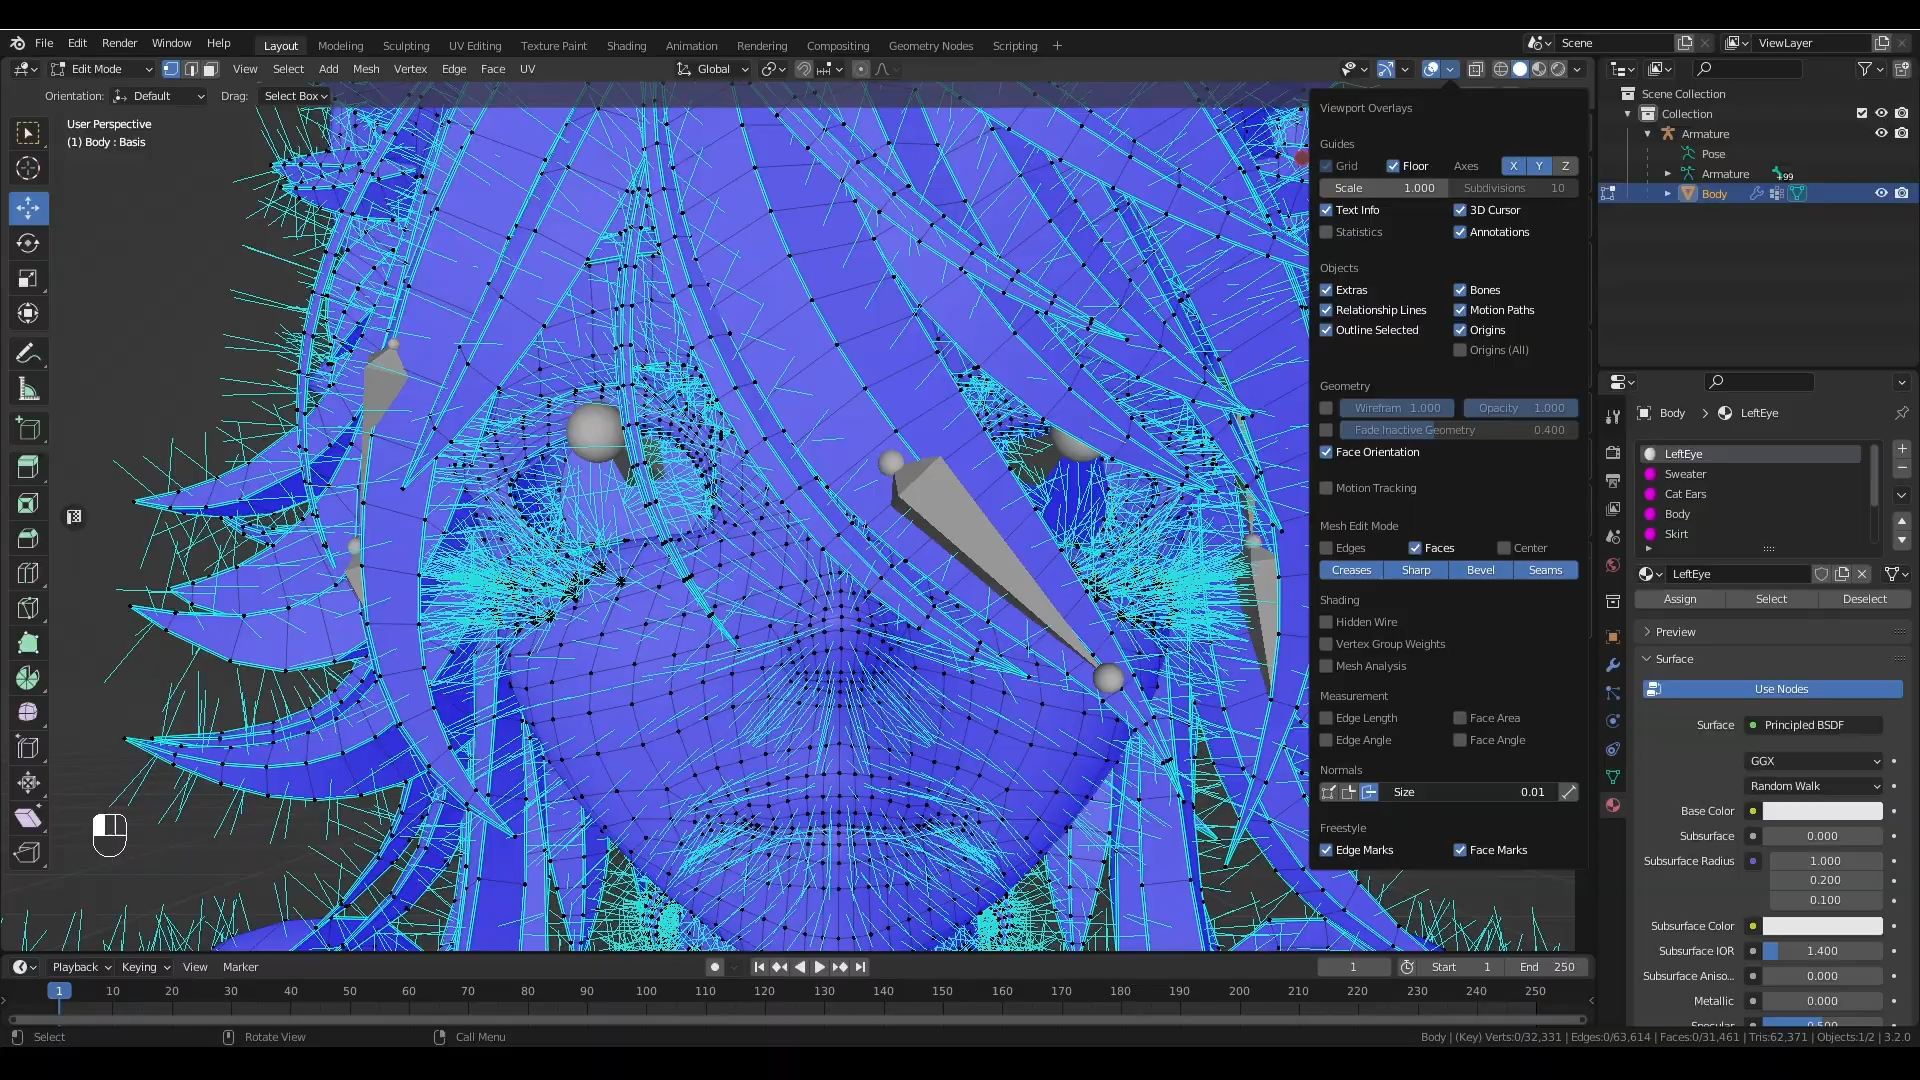 File Edit Render Window Help Layout Modeling Sculpting UV Editing Texture Paint Shading Animation Rendering Compositing Geometry Nodes Scripting + Scene ViewLayer
Edit Mode View Select Add Mesh Vertex Edge Face UV Global
Orientation: Default Drag: Select Box
User Perspective
(1) Body : Basis
Viewport Overlays
Guides
Grid Floor Axes X Y Z
Scale 1.000 Subdivisions 10
Text Info 3D Cursor
Statistics Annotations
Objects
Extras Bones
Relationship Lines Motion Paths
Outline Selected Origins
Origins (All)
Geometry
Wirefram 1.000 Opacity 1.000
Fade Inactive Geometry 0.400
Face Orientation
Motion Tracking
Mesh Edit Mode
Edges Faces Center
Creases Sharp Bevel Seams
Shading
Hidden Wire
Vertex Group Weights
Mesh Analysis
Measurement
Edge Length Face Area
Edge Angle Face Angle
Normals
Size 0.01
Freestyle
Edge Marks Face Marks
Scene Collection
Collection
Armature
Pose
Armature +99
Body
Body > LeftEye
LeftEye
Sweater
Cat Ears
Body
Skirt
LeftEye
Assign Select Deselect
Preview
Surface
Use Nodes
Surface Principled BSDF
GGX
Random Walk
Base Color
Subsurface 0.000
Subsurface Radius 1.000
0.200
0.100
Subsurface Color
Subsurface IOR 1.400
Subsurface Aniso... 0.000
Metallic 0.000
Specular 0.500
Playback Keying View Marker 1 Start 1 End 250
1 10 20 30 40 50 60 70 80 90 100 110 120 130 140 150 160 170 180 190 200 210 220 230 240 250
Select Rotate View Call Menu Body | (Key) Verts:0/32,331 | Edges:0/63,614 | Faces:0/31,461 | Tris:62,371 | Objects:1/2 | 3.2.0